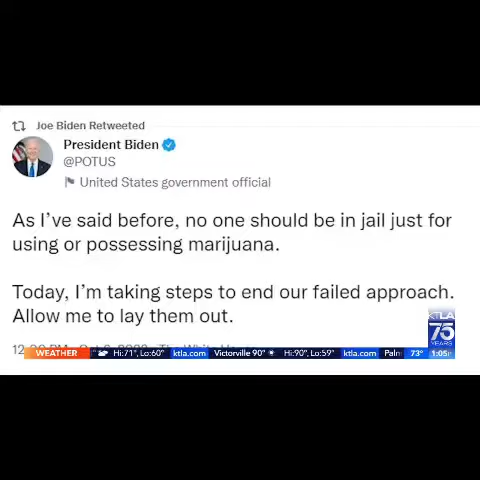 Joe Biden Retweeted
President Biden
@POTUS
United States government official
As I've said before, no one should be in jail just for
using or possessing marijuana.
Today, I'm taking steps to end our failed approach.
Allow me to lay them out.
KTLA
75
YEARS
WEATHER Hi:71°, Lo:60° ktla.com Victorville 90° Hi:90°, Lo:59° ktla.com Palm 73° 1:05